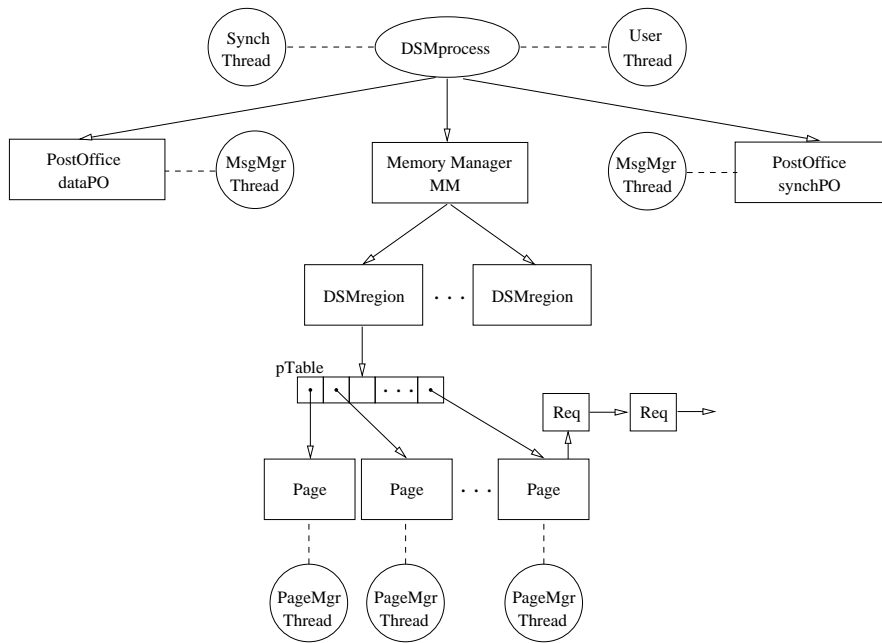 Synch
Thread
DSMprocess
User
Thread
PostOffice
dataPO
MsgMgr
Thread
Memory Manager
MM
MsgMgr
Thread
PostOffice
synchPO
DSMregion
. . .
DSMregion
pTable
. . .
Req
Req
Page
Page
. . .
Page
PageMgr
Thread
PageMgr
Thread
PageMgr
Thread